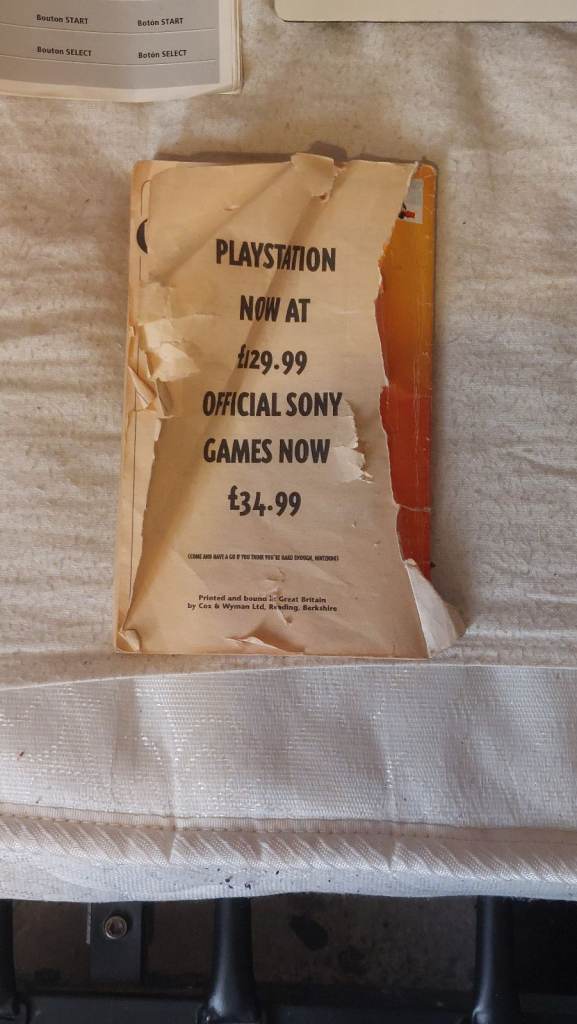 Bouton START Botón START
Bouton SELECT Botón SELECT
PLAYSTATION
NOW AT
£129.99
OFFICIAL SONY
GAMES NOW
£34.99
(COME AND HAVE A GO IF YOU THINK YOU'RE HARD ENOUGH, NINTENDO)
Printed and bound in Great Britain
by Cox & Wyman Ltd, Reading, Berkshire